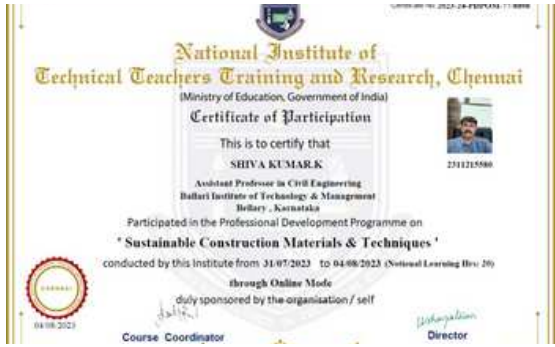 National Institute of
Technical Teachers Training and Research, Chennai
(Ministry of Education, Government of India)
Certificate of Participation
This is to certify that
SHIVA KUMAR.K
2311215580
Assistant Professor in Civil Engineering
Ballari Institute of Technology & Management
Bellary , Karnataka
Participated in the Professional Development Programme on
' Sustainable Construction Materials & Techniques '
conducted by this Institute from 31/07/2023 to 04/08/2023 (Notional Learning Hrs: 20)
through Online Mode
duly sponsored by the organisation / self
CHENNAI
04/08/2023
Course Coordinator
Director